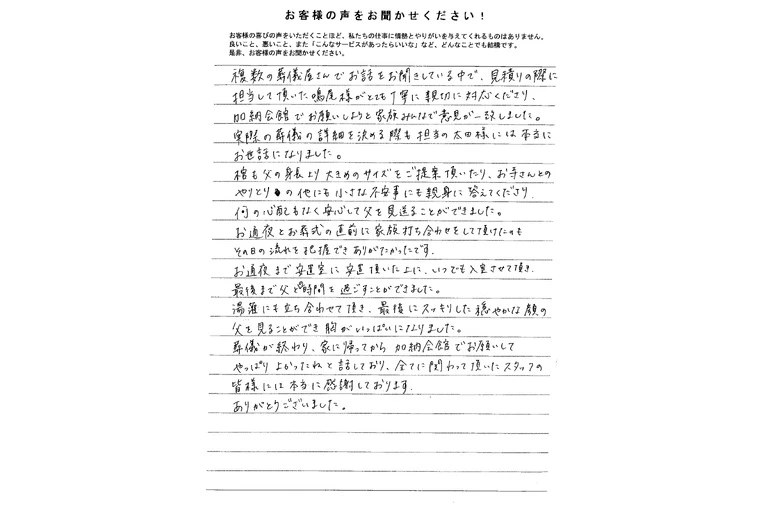 お客様の声をお聞かせください！
お客様の喜びの声をいただくことほど、私たちの仕事に情熱とやりがいを与えてくれるものはありません。
良いこと、悪いこと、また「こんなサービスがあったらいいな」など、どんなことでも結構です。
是非、お客様の声をお聞かせください。
複数の葬儀屋さんでお話をお聞きしている中で、見積りの際に
担当して頂いた鳴尾様がとても丁寧に親切に対応くださり、
加納会館でお願いしようと家族みんなで意見が一致しました。
実際の葬儀の詳細を決める際も担当の太田様には本当に
お世話になりました。
棺も父の身長より大きめのサイズをご提案頂いたり、お寺さんとの
やりとりの他にも小さな不安事にも親身に答えてくださり
何の心配もなく安心して父を見送ることができました。
お通夜とお葬式の直前に家族打ち合わせをして頂けたのも
その日の流れを把握できありがたかったです。
お通夜まで安置室に安置頂いた上に、いつでも入室させて頂き、
最後まで父との時間を過ごすことができました。
湯灌にも立ち合わせて頂き、最後にスッキリした穏やかな顔の
父を見ることができ胸がいっぱいになりました。
葬儀が終わり、家に帰ってから加納会館でお願いして
やっぱりよかったねと話しており、全てに関わって頂いたスタッフの
皆様には本当に感謝しております。
ありがとうございました。